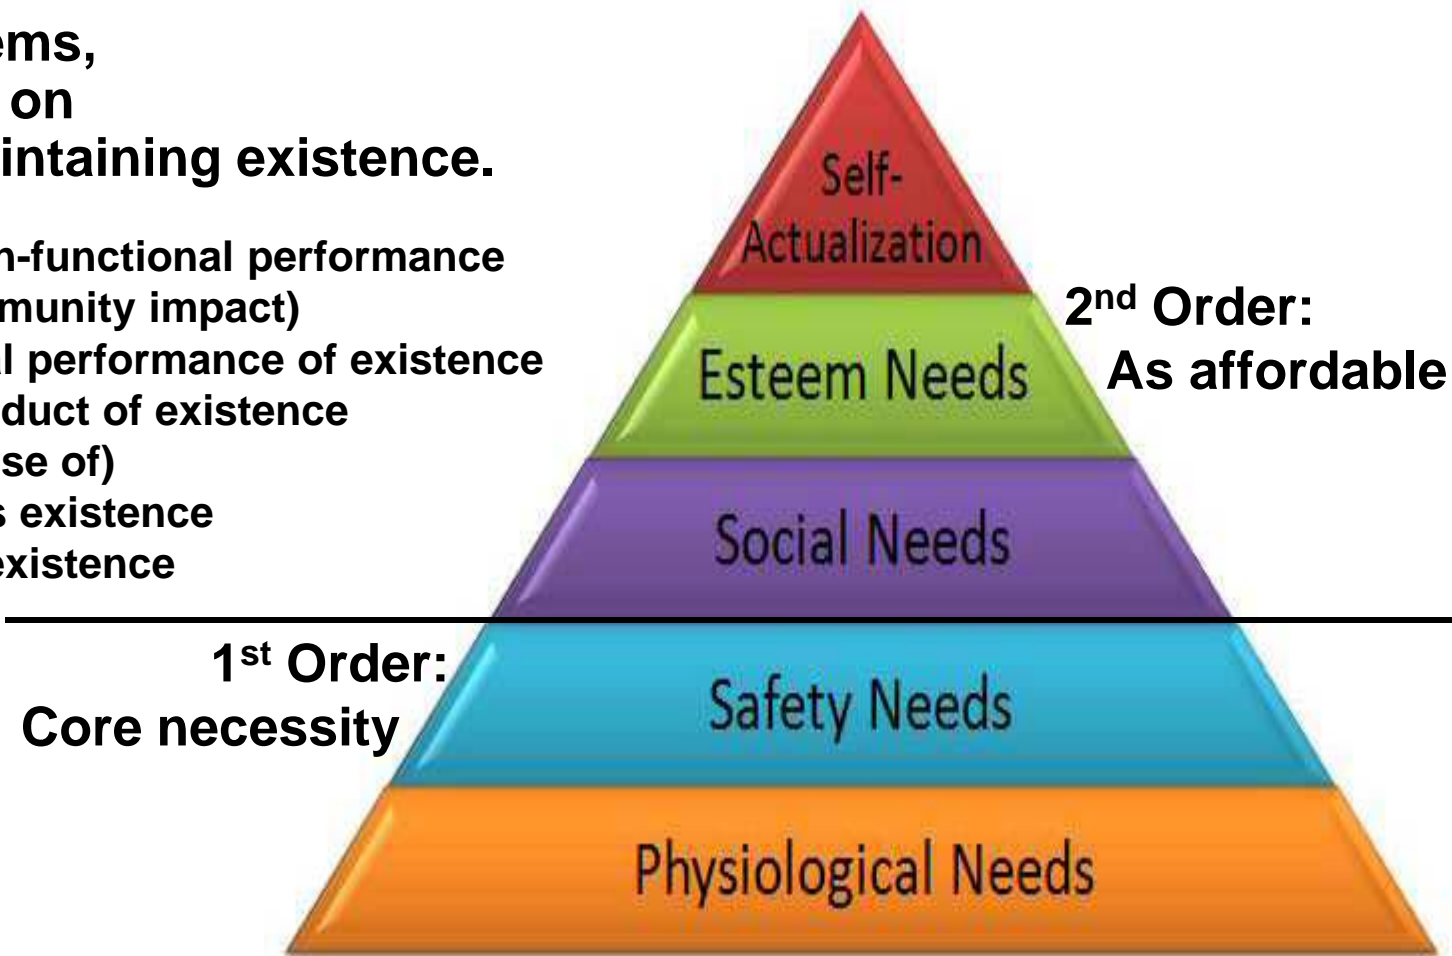 ems,
on
intaining existence.
n-functional performance
munity impact)
al performance of existence
duct of existence
se of)
s existence
existence
1st Order:
Core necessity
Self-
Actualization
Esteem Needs
Social Needs
Safety Needs
Physiological Needs
2nd Order:
As affordable